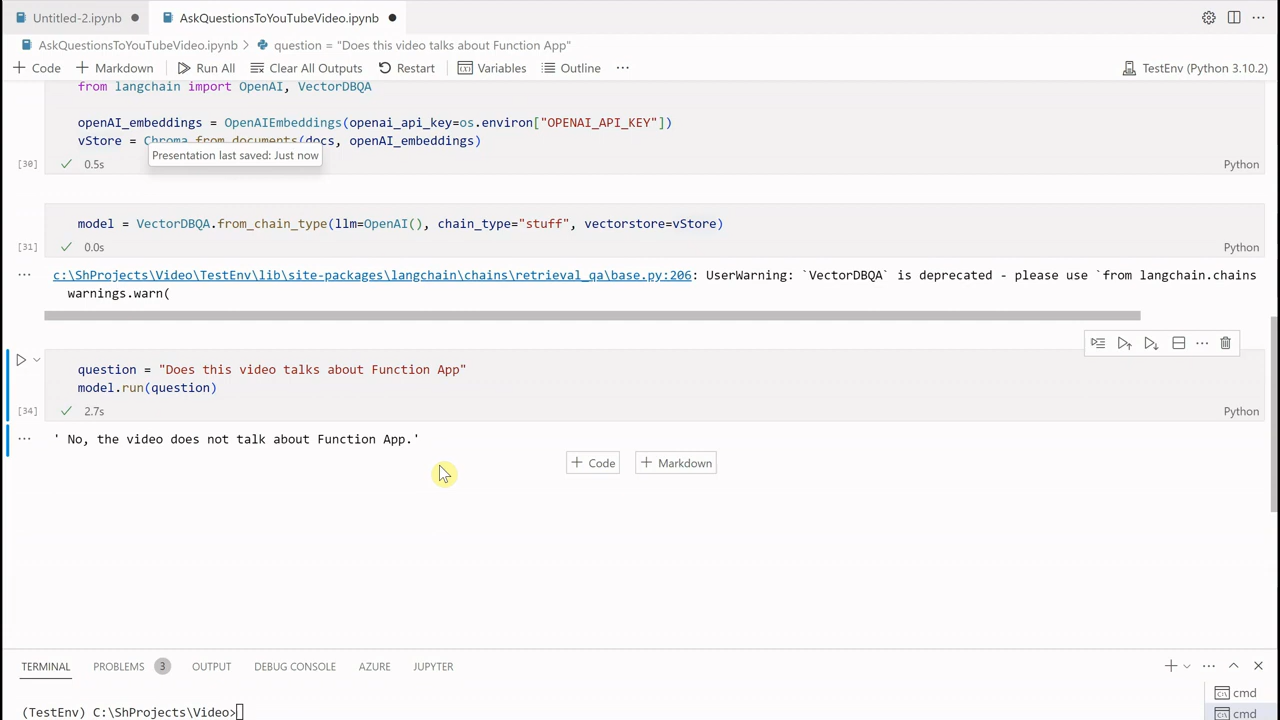 Untitled-2.ipynb AskQuestionsToYouTubeVideo.ipynb
AskQuestionsToYouTubeVideo.ipynb > question = "Does this video talks about Function App"
+ Code + Markdown Run All Clear All Outputs Restart Variables Outline ... TestEnv (Python 3.10.2)
from langchain import OpenAI, VectorDBQA
openAI_embeddings = OpenAIEmbeddings(openai_api_key=os.environ["OPENAI_API_KEY"])
vStore = Chroma.from_documents(docs, openAI_embeddings)
Presentation last saved: Just now
[30] 0.5s Python
model = VectorDBQA.from_chain_type(llm=OpenAI(), chain_type="stuff", vectorstore=vStore)
[31] 0.0s Python
... c:\ShProjects\Video\TestEnv\lib\site-packages\langchain\chains\retrieval_qa\base.py:206: UserWarning: `VectorDBQA` is deprecated - please use `from langchain.chains
warnings.warn(
question = "Does this video talks about Function App"
model.run(question)
[34] 2.7s Python
... ' No, the video does not talk about Function App.'
+ Code + Markdown
TERMINAL PROBLEMS 3 OUTPUT DEBUG CONSOLE AZURE JUPYTER
cmd
(TestEnv) C:\ShProjects\Video> cmd